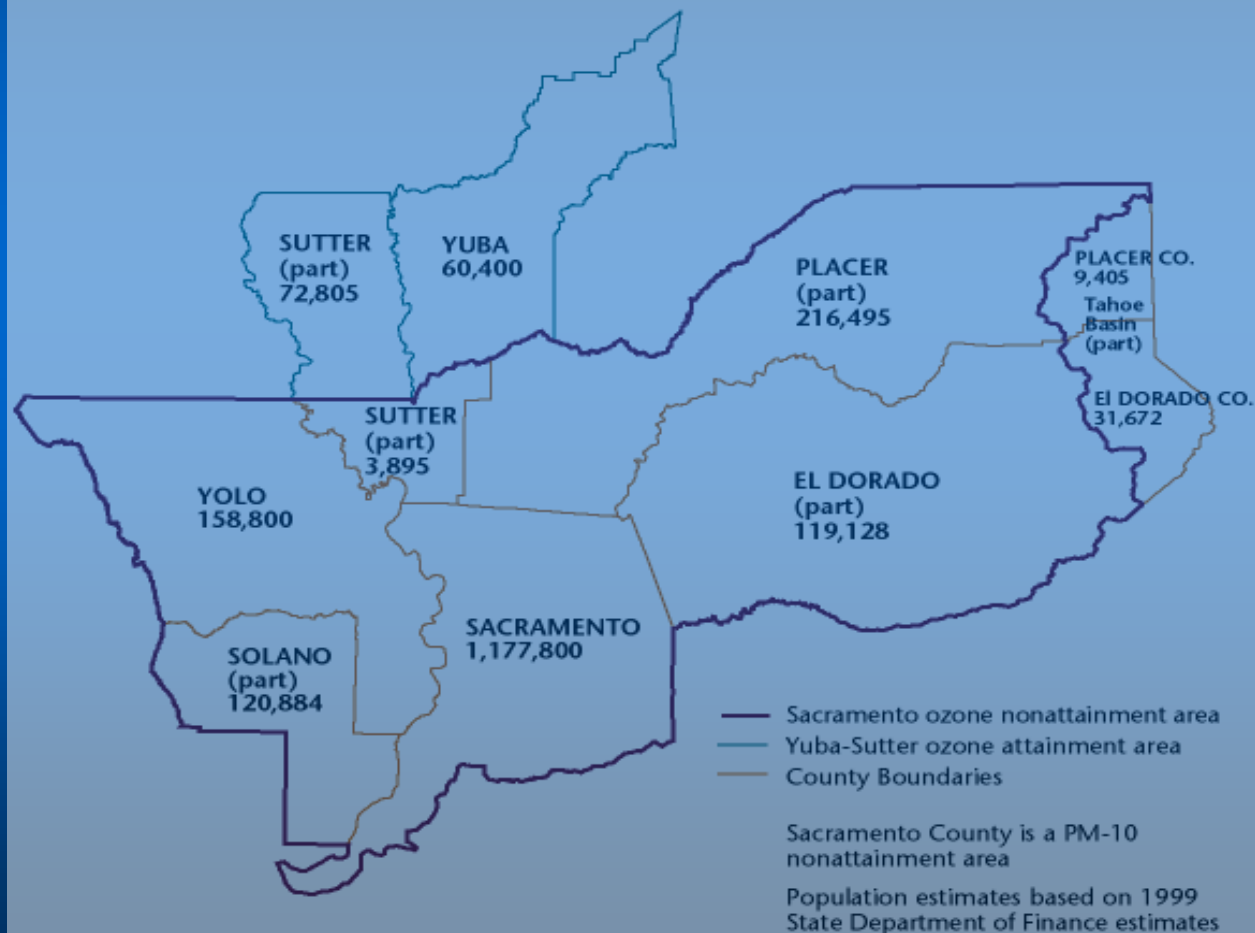 SUTTER
(part)
72,805
YUBA
60,400
PLACER
(part)
216,495
PLACER CO.
9,405
Tahoe
Basin
(part)
El DORADO CO.
31,672
SUTTER
(part)
3,895
YOLO
158,800
EL DORADO
(part)
119,128
SOLANO
(part)
120,884
SACRAMENTO
1,177,800
Sacramento ozone nonattainment area
Yuba-Sutter ozone attainment area
County Boundaries
Sacramento County is a PM-10
nonattainment area
Population estimates based on 1999
State Department of Finance estimates